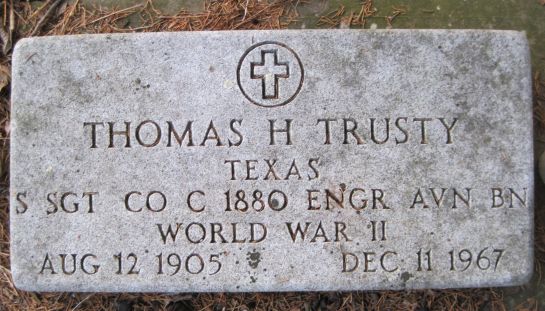 THOMAS H TRUSTY
TEXAS
S SGT CO C 1880 ENGR AVN BN
WORLD WAR II
AUG 12 1905 DEC 11 1967